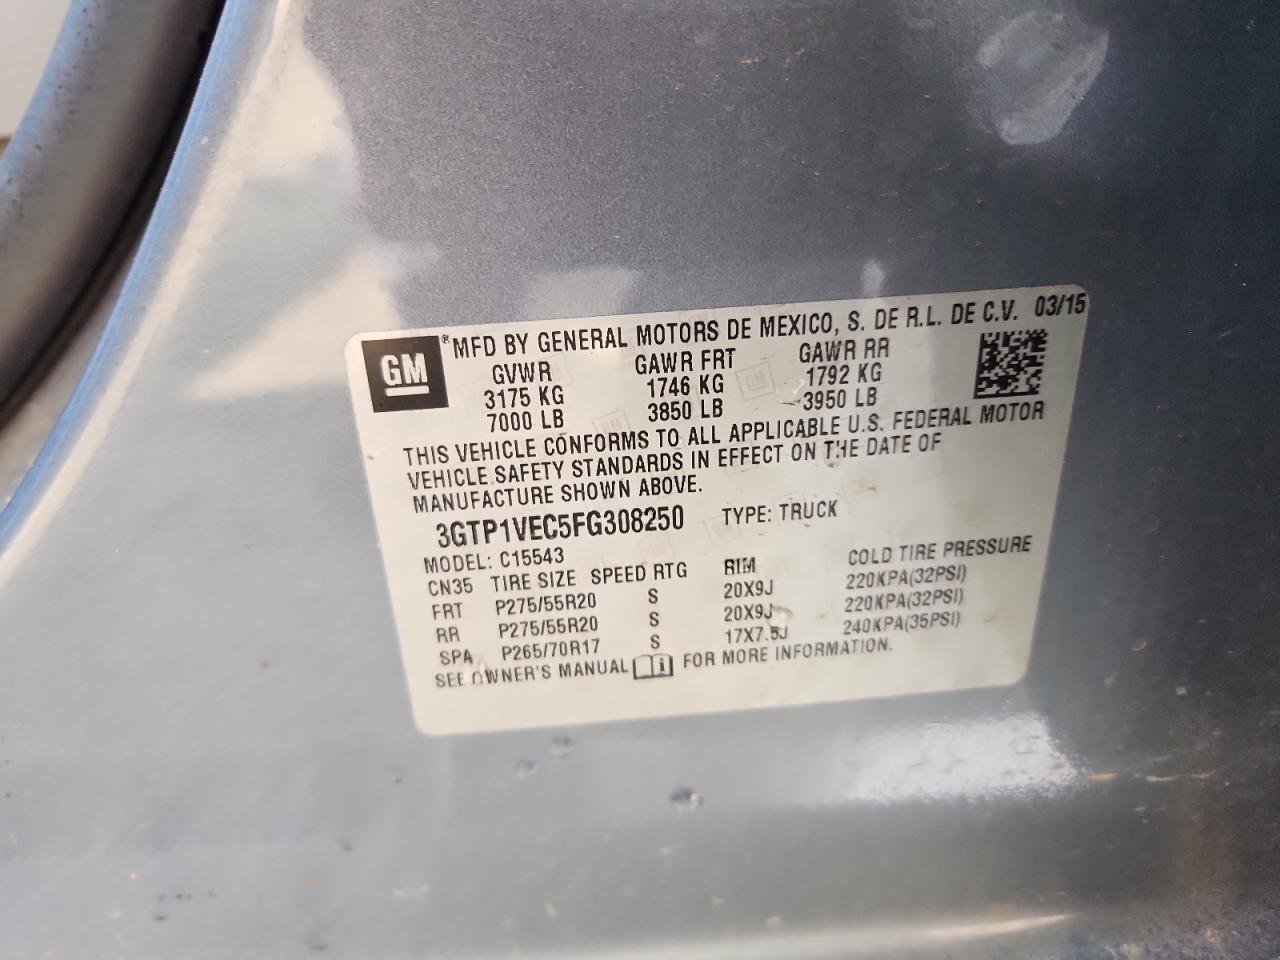 GM ® MFD BY GENERAL MOTORS DE MEXICO, S. DE R.L. DE C.V. 03/15
GVWR GAWR FRT GAWR RR
3175 KG 1746 KG 1792 KG
7000 LB 3850 LB 3950 LB
THIS VEHICLE CONFORMS TO ALL APPLICABLE U.S. FEDERAL MOTOR
VEHICLE SAFETY STANDARDS IN EFFECT ON THE DATE OF
MANUFACTURE SHOWN ABOVE.
3GTP1VEC5FG308250 TYPE: TRUCK
MODEL: C15543
CN35 TIRE SIZE SPEED RTG RIM COLD TIRE PRESSURE
FRT P275/55R20 S 20X9J 220KPA(32PSI)
RR P275/55R20 S 20X9J 220KPA(32PSI)
SPA P265/70R17 S 17X7.5J 240KPA(35PSI)
SEE OWNER'S MANUAL FOR MORE INFORMATION.